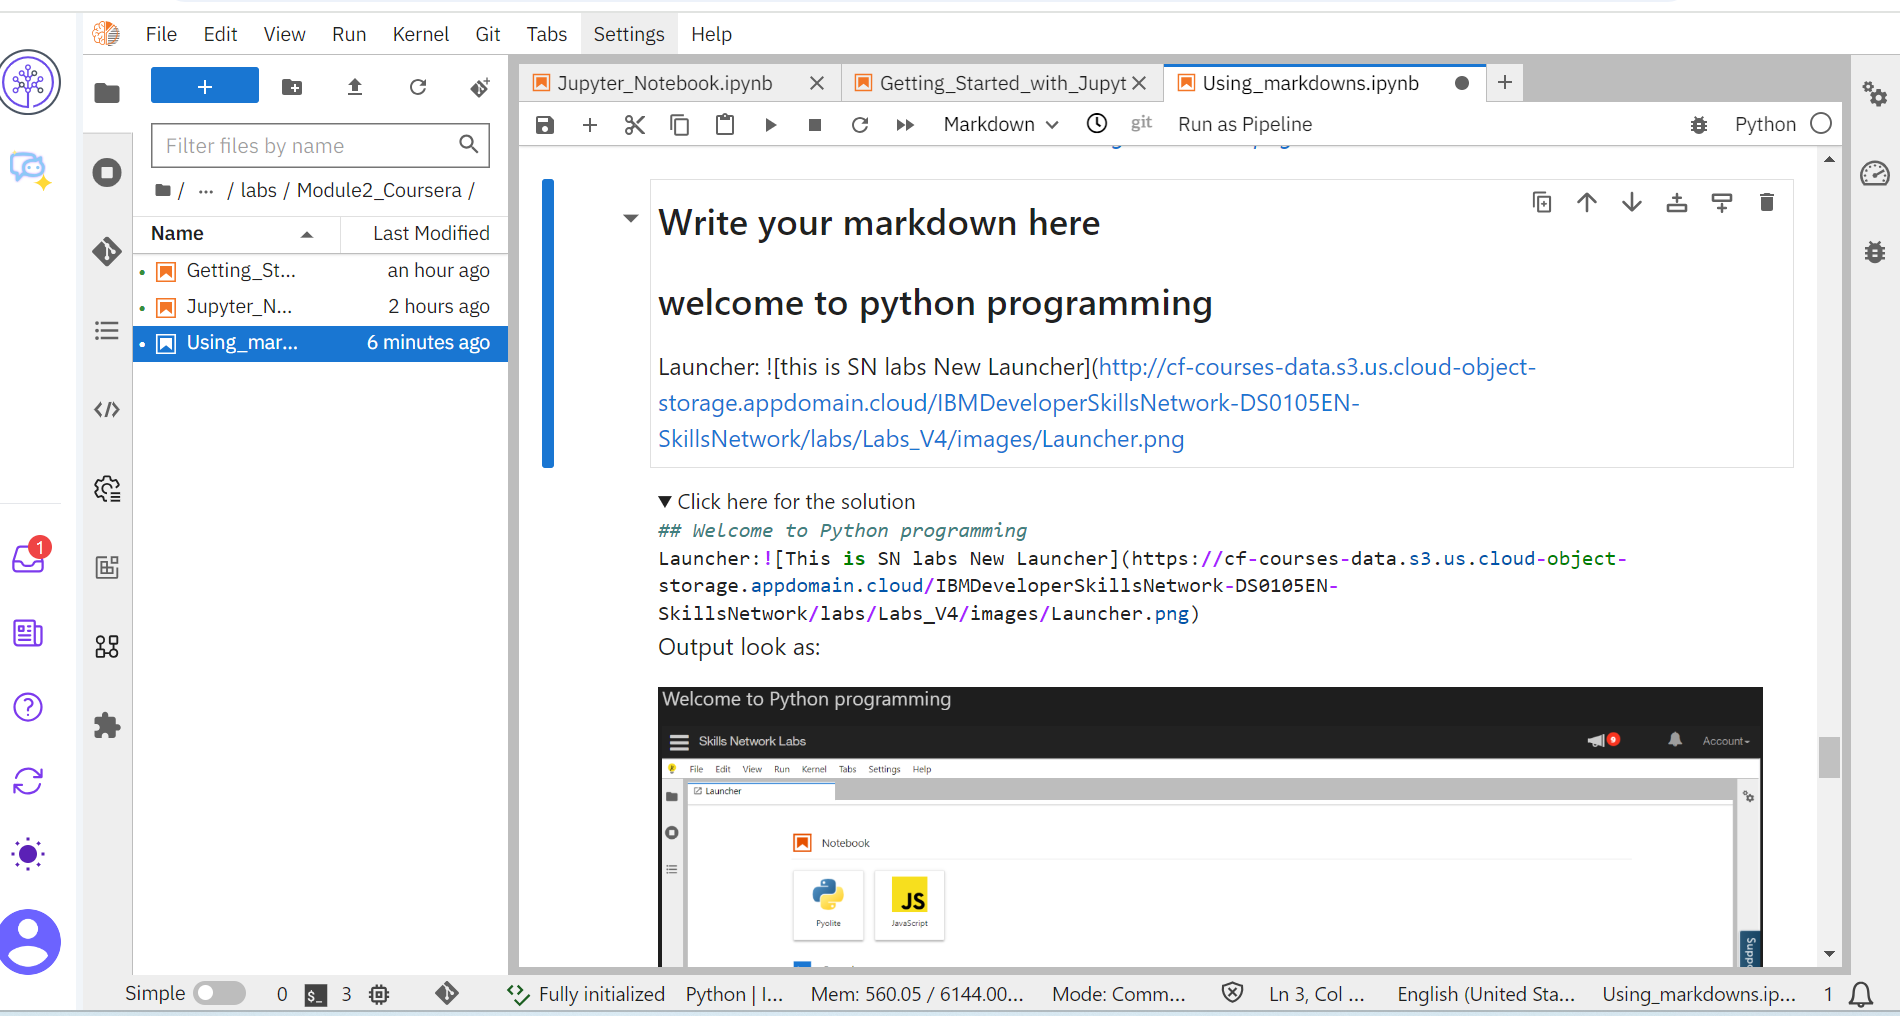 File Edit View Run Kernel Git Tabs Settings Help
Jupyter_Notebook.ipynb
Getting_Started_with_Jupyt
Using_markdowns.ipynb
Markdown
git
Run as Pipeline
Python
Filter files by name
/ ... / labs / Module2_Coursera /
Name Last Modified
Getting_St... an hour ago
Jupyter_N... 2 hours ago
Using_mar... 6 minutes ago
1
Write your markdown here
welcome to python programming
Launcher: ![this is SN labs New Launcher](http://cf-courses-data.s3.us.cloud-object-
storage.appdomain.cloud/IBMDeveloperSkillsNetwork-DS0105EN-
SkillsNetwork/labs/Labs_V4/images/Launcher.png
Click here for the solution
## Welcome to Python programming
Launcher:![This is SN labs New Launcher](https://cf-courses-data.s3.us.cloud-object-
storage.appdomain.cloud/IBMDeveloperSkillsNetwork-DS0105EN-
SkillsNetwork/labs/Labs_V4/images/Launcher.png)
Output look as:
Welcome to Python programming
Skills Network Labs
9
Account
File Edit View Run Kernel Tabs Settings Help
Launcher
Notebook
JS
Pyolite JavaScript
Simple 0 $_ 3 Fully initialized Python | I... Mem: 560.05 / 6144.00... Mode: Comm... Ln 3, Col ... English (United Sta... Using_markdowns.ip... 1